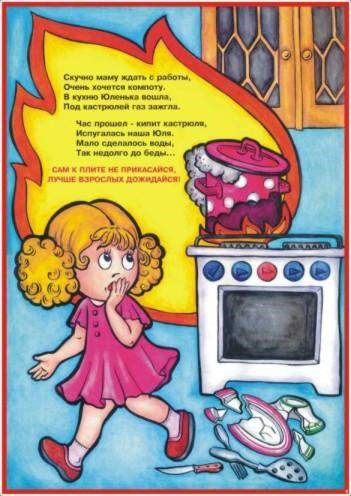 Скучно маму ждать с работы,
Очень хочется компоту.
В кухню Юленька вошла,
Под кастрюлей газ зажгла.
Час прошел - кипит кастрюля,
Испугалась наша Юля.
Мало сделалось воды,
Так недолго до беды...
САМ К ПЛИТЕ НЕ ПРИКАСАЙСЯ,
ЛУЧШЕ ВЗРОСЛЫХ ДОЖИДАЙСЯ!